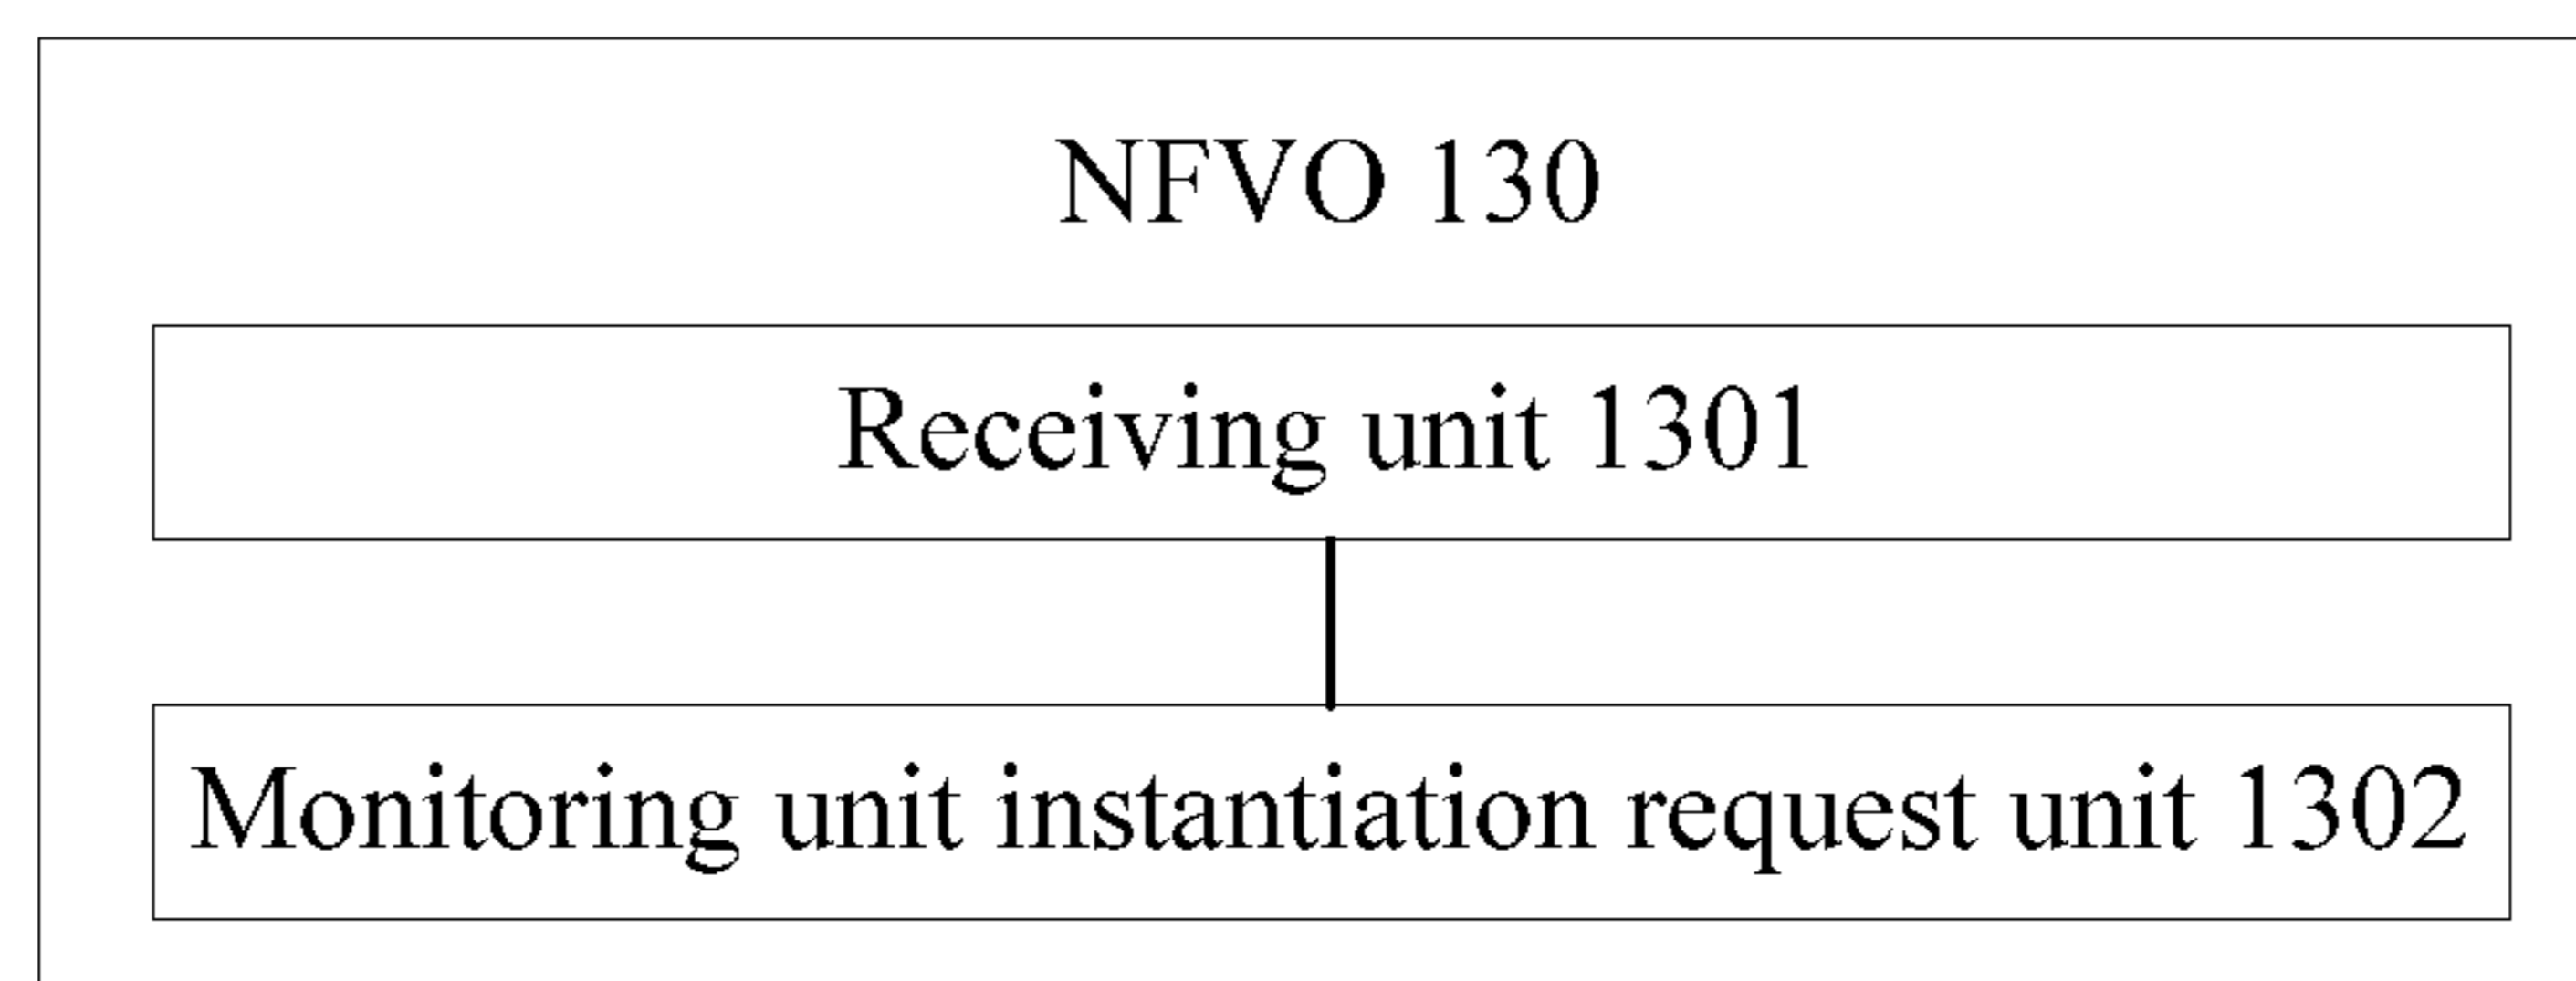 NFVO 130
Receiving unit 1301
Monitoring unit instantiation request unit 1302